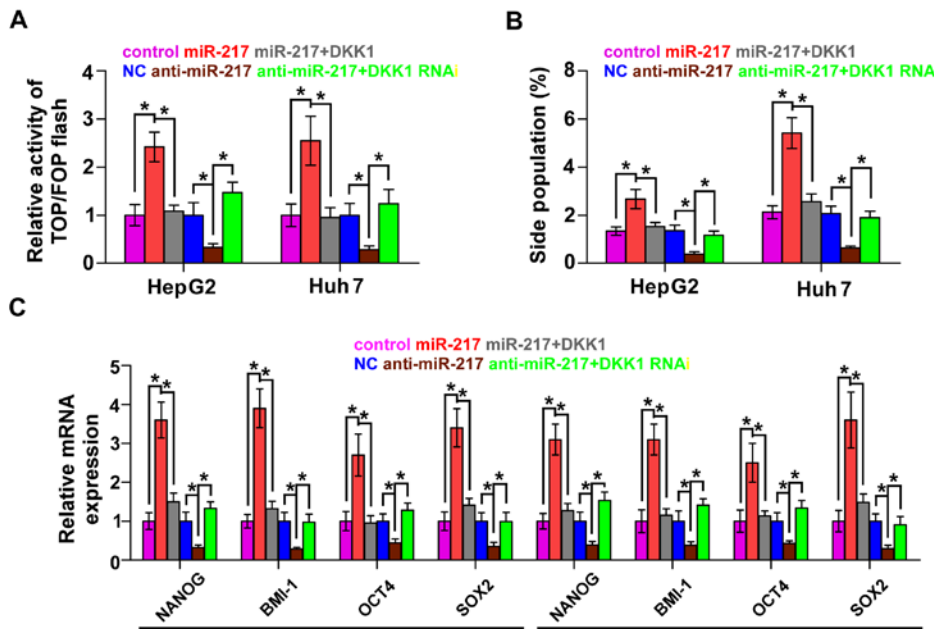 A
control miR-217 miR-217+DKK1
NC anti-miR-217 anti-miR-217+DKK1 RNAi
Relative activity of
TOP/FOP flash
4
3
2
1
0
* * * *
* * * *
HepG2 Huh 7
B
control miR-217 miR-217+DKK1
NC anti-miR-217 anti-miR-217+DKK1 RNA
Side population (%)
8
6
4
2
0
* * * *
* * * *
HepG2 Huh 7
C
control miR-217 miR-217+DKK1
NC anti-miR-217 anti-miR-217+DKK1 RNAi
Relative mRNA
expression
5
4
3
2
1
0
* * * * * * * * * * * * * * * *
* * * * * * * * * * * * * * * *
NANOG BMI-1 OCT4 SOX2 NANOG BMI-1 OCT4 SOX2